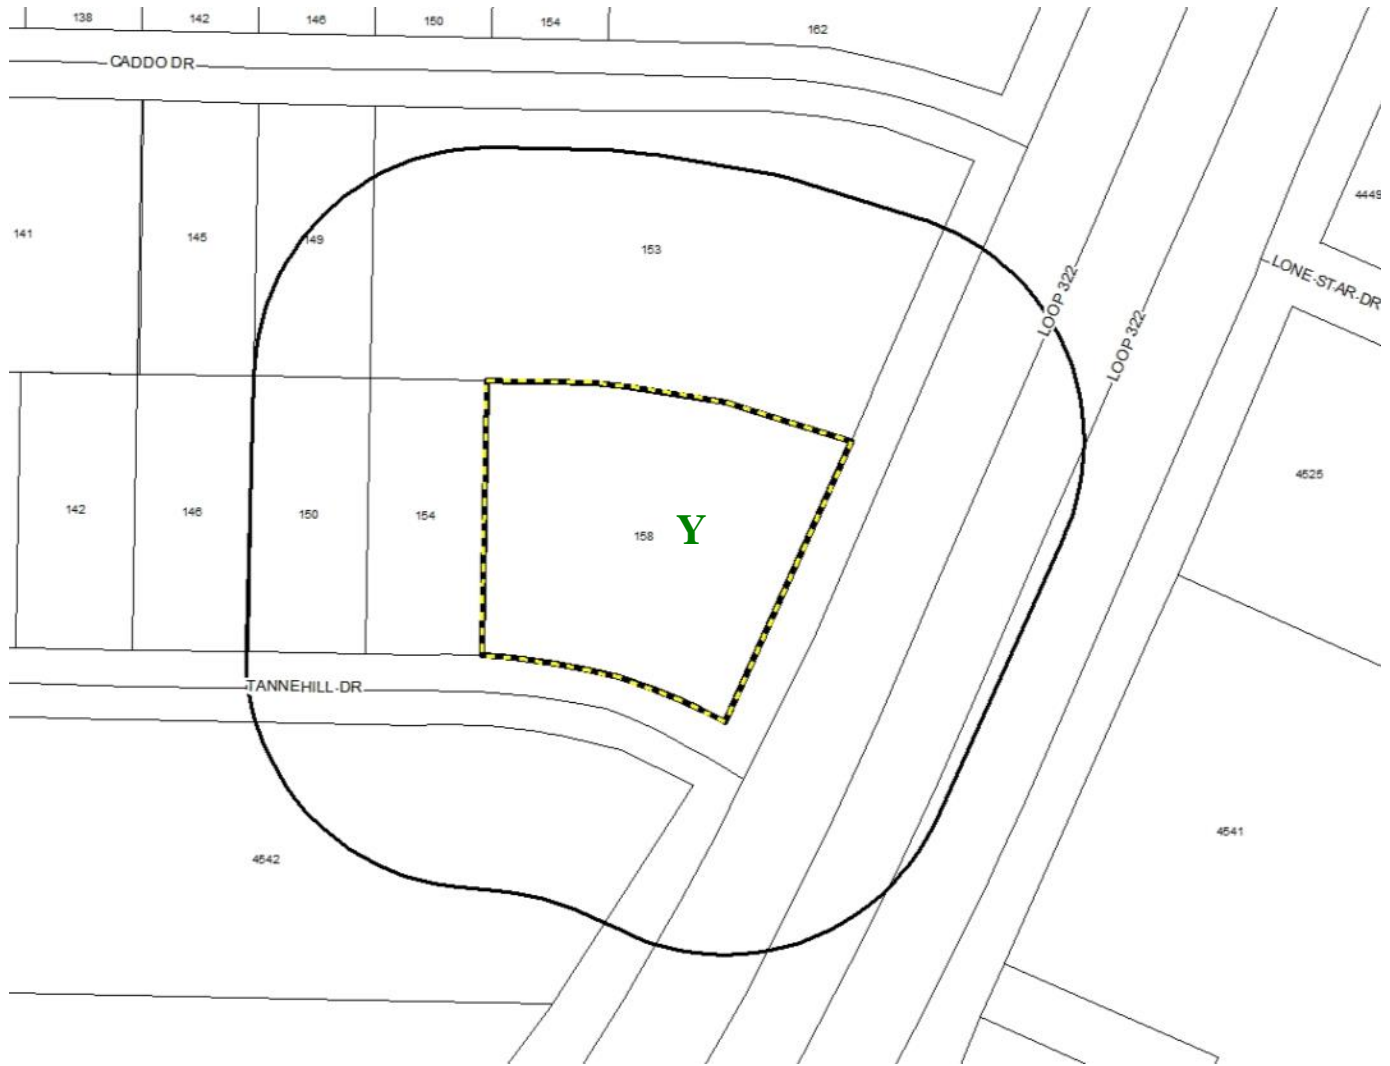 138 142 146 150 154 162
CADDO DR
4449
141 145 149 153
LONE STAR DR
LOOP 322
LOOP 322
4525
142 146 150 154 158 Y
TANNEHILL DR
4541
4542